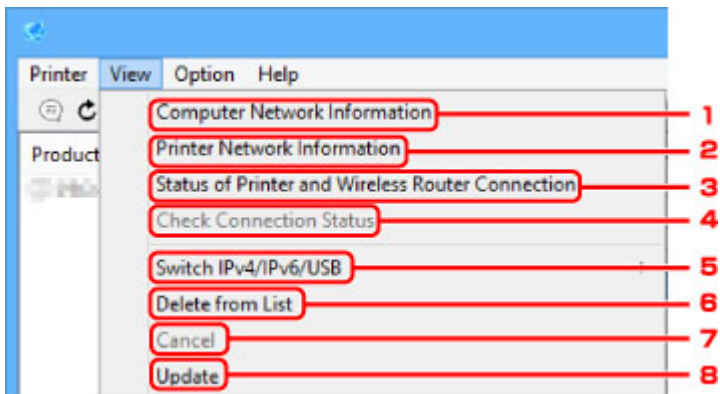 Printer View Option Help
Computer Network Information 1
Product Printer Network Information 2
Status of Printer and Wireless Router Connection 3
Check Connection Status 4
Switch IPv4/IPv6/USB 5
Delete from List 6
Cancel 7
Update 8